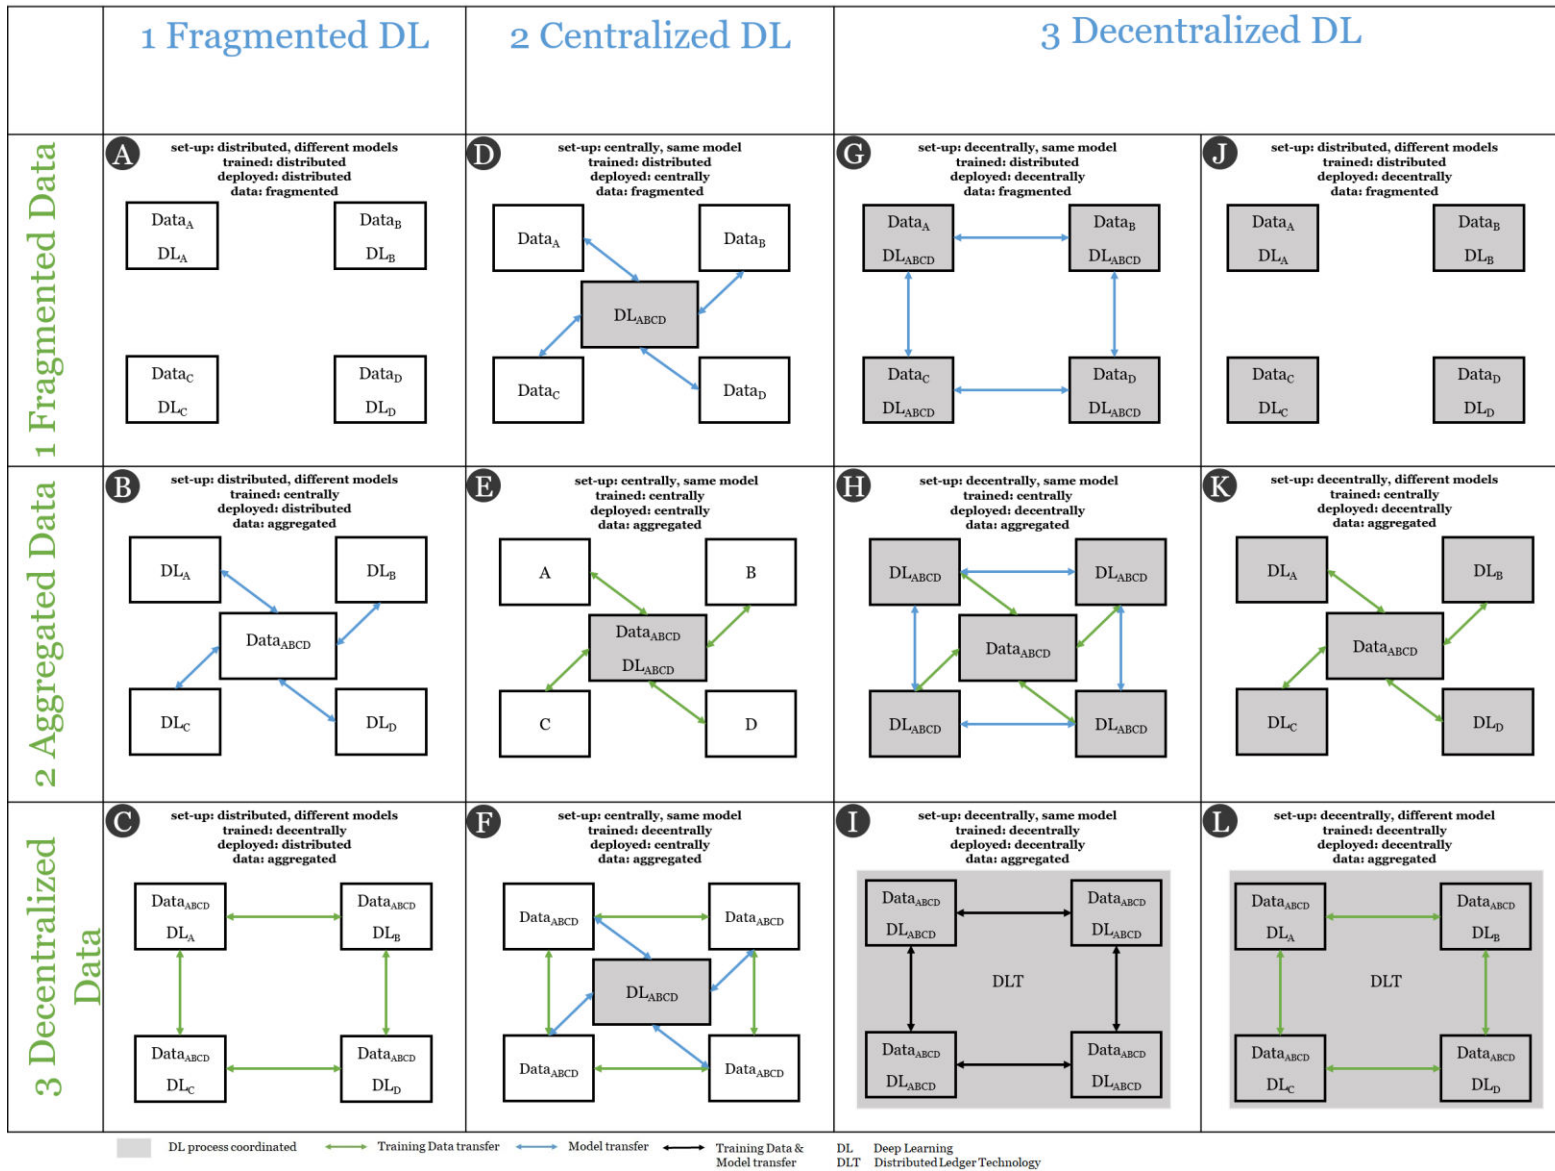 1 Fragmented DL
2 Centralized DL
3 Decentralized DL
1 Fragmented Data
A
set-up: distributed, different models
trained: distributed
deployed: distributed
data: fragmented
DataA
DLA
DataB
DLB
DataC
DLC
DataD
DLD
D
set-up: centrally, same model
trained: distributed
deployed: centrally
data: fragmented
DataA
DataB
DLABCD
DataC
DataD
G
set-up: decentrally, same model
trained: distributed
deployed: decentrally
data: fragmented
DataA
DLABCD
DataB
DLABCD
DataC
DLABCD
DataD
DLABCD
J
set-up: distributed, different models
trained: distributed
deployed: decentrally
data: fragmented
DataA
DLA
DataB
DLB
DataC
DLC
DataD
DLD
2 Aggregated Data
B
set-up: distributed, different models
trained: centrally
deployed: distributed
data: aggregated
DLA
DLB
DataABCD
DLC
DLD
E
set-up: centrally, same model
trained: centrally
deployed: centrally
data: aggregated
A
B
DataABCD
DLABCD
C
D
H
set-up: decentrally, same model
trained: centrally
deployed: decentrally
data: aggregated
DLABCD
DLABCD
DataABCD
DLABCD
DLABCD
K
set-up: decentrally, different models
trained: centrally
deployed: decentrally
data: aggregated
DLA
DLB
DataABCD
DLC
DLD
3 Decentralized
Data
C
set-up: distributed, different models
trained: decentrally
deployed: distributed
data: aggregated
DataABCD
DLA
DataABCD
DLB
DataABCD
DLC
DataABCD
DLD
F
set-up: centrally, same model
trained: decentrally
deployed: centrally
data: aggregated
DataABCD
DataABCD
DLABCD
DataABCD
DataABCD
I
set-up: decentrally, same model
trained: decentrally
deployed: decentrally
data: aggregated
DataABCD
DLABCD
DataABCD
DLABCD
DLT
DataABCD
DLABCD
DataABCD
DLABCD
L
set-up: decentrally, different model
trained: decentrally
deployed: decentrally
data: aggregated
DataABCD
DLA
DataABCD
DLB
DLT
DataABCD
DLC
DataABCD
DLD
DL process coordinated
Training Data transfer
Model transfer
Training Data &
Model transfer
DL Deep Learning
DLT Distributed Ledger Technology